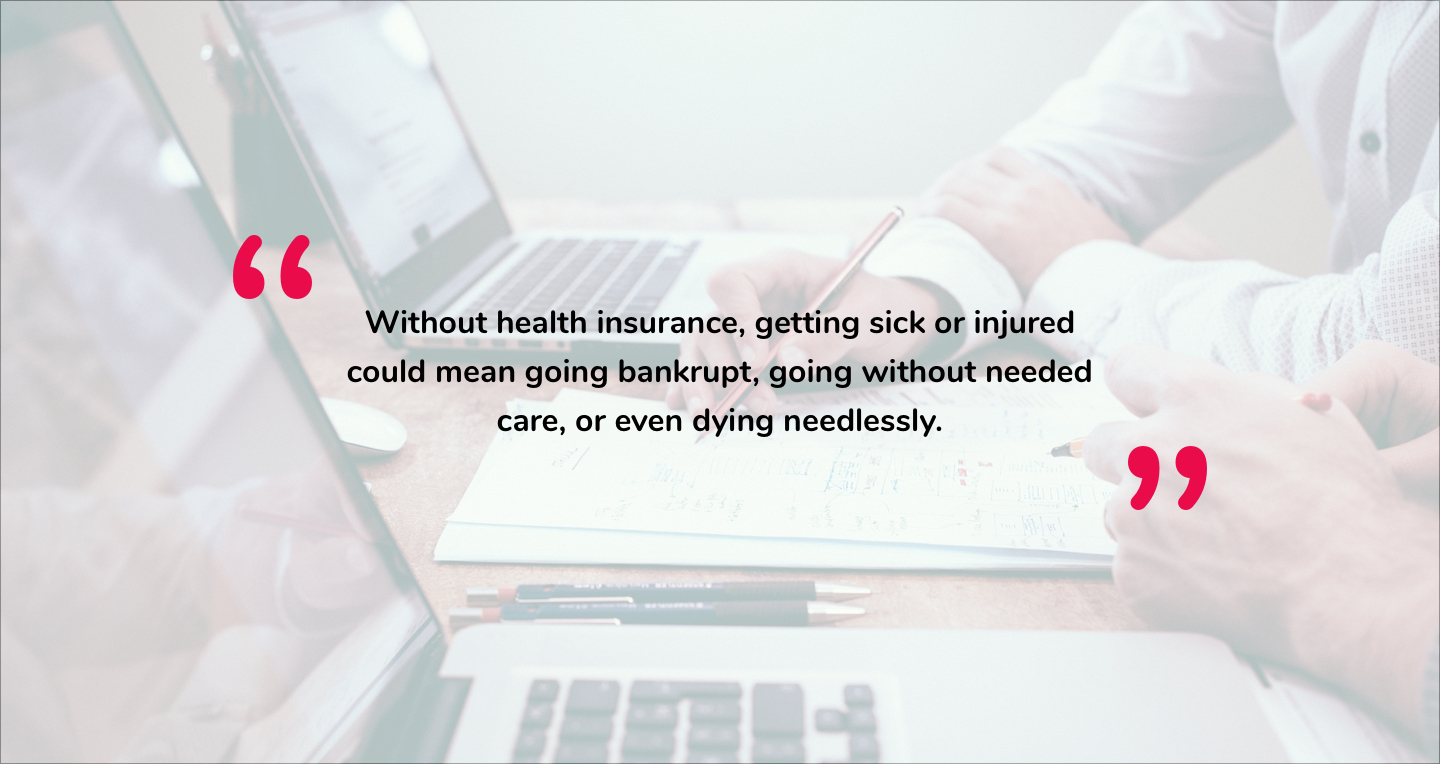 “
Without health insurance, getting sick or injured
could mean going bankrupt, going without needed
care, or even dying needlessly.
”